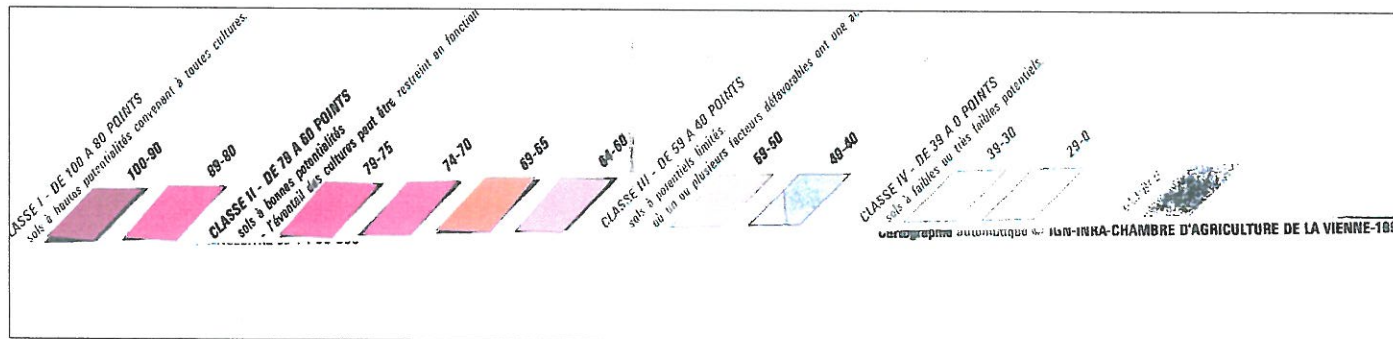 CLASSE I - DE 100 A 80 POINTS
sols à hautes potentialités convenant à toutes cultures.
100-90
89-80
CLASSE II - DE 79 A 60 POINTS
sols à bonnes potentialités
l'éventail des cultures peut être restreint en fonction
79-75
74-70
69-65
64-60
CLASSE III - DE 59 A 40 POINTS
sols à potentiels limités.
où un ou plusieurs facteurs défavorables ont une
59-50
49-40
CLASSE IV - DE 39 A 0 POINTS
sols à faibles ou très faibles potentiels
39-30
29-0
Cartographie automatique © IGN-INRA-CHAMBRE D'AGRICULTURE DE LA VIENNE-